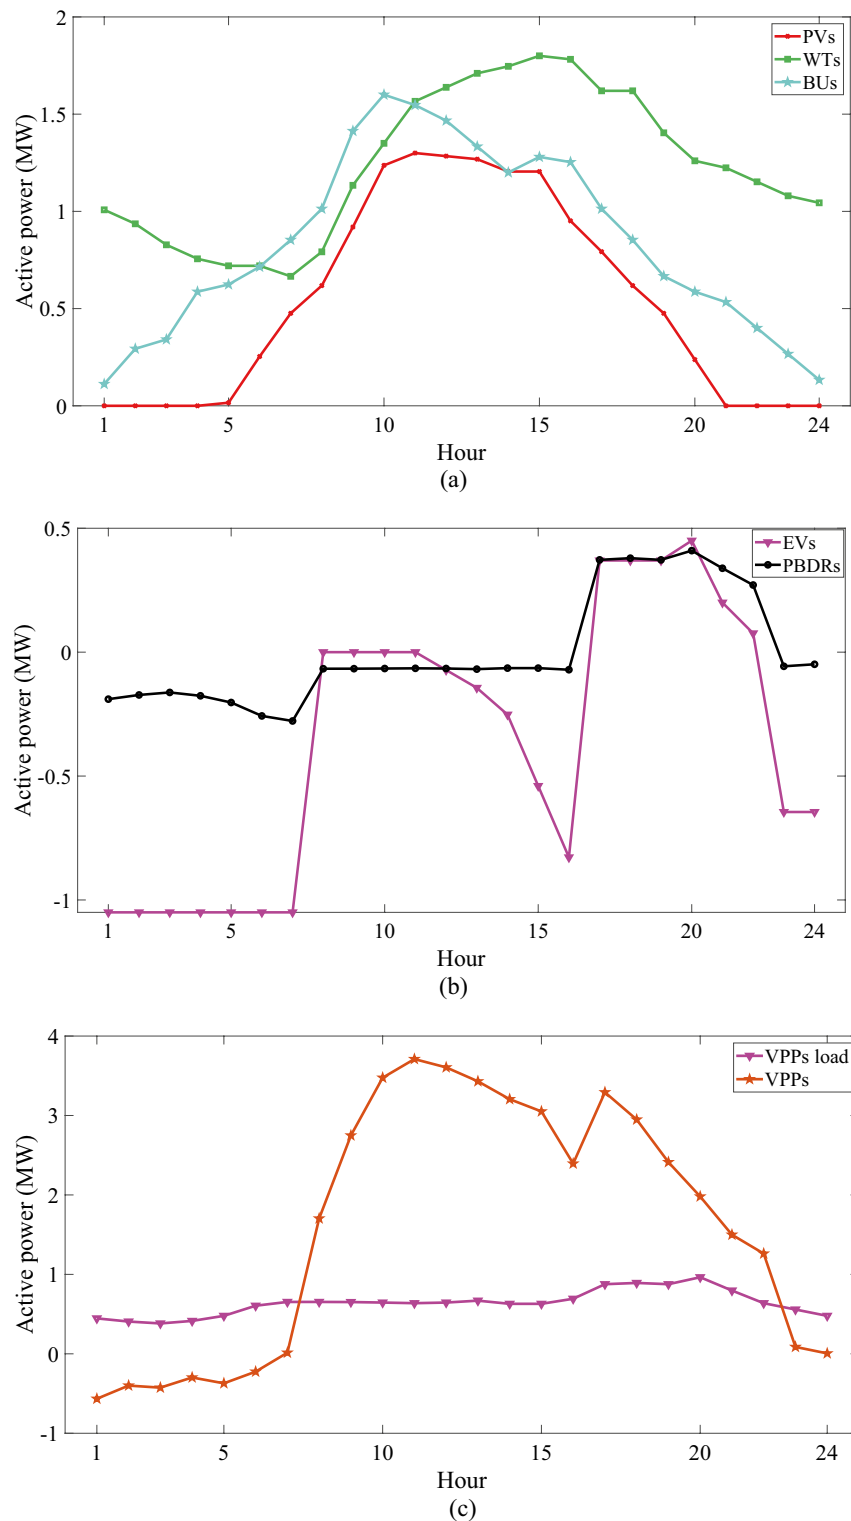 2
1.5
1
0.5
0
Active power (MW)
PVs
WTs
BUs
1 5 10 15 20 24
Hour
(a)
0.5
0
-0.5
-1
Active power (MW)
EVs
PBDRs
1 5 10 15 20 24
Hour
(b)
4
3
2
1
0
-1
Active power (MW)
VPPs load
VPPs
1 5 10 15 20 24
Hour
(c)